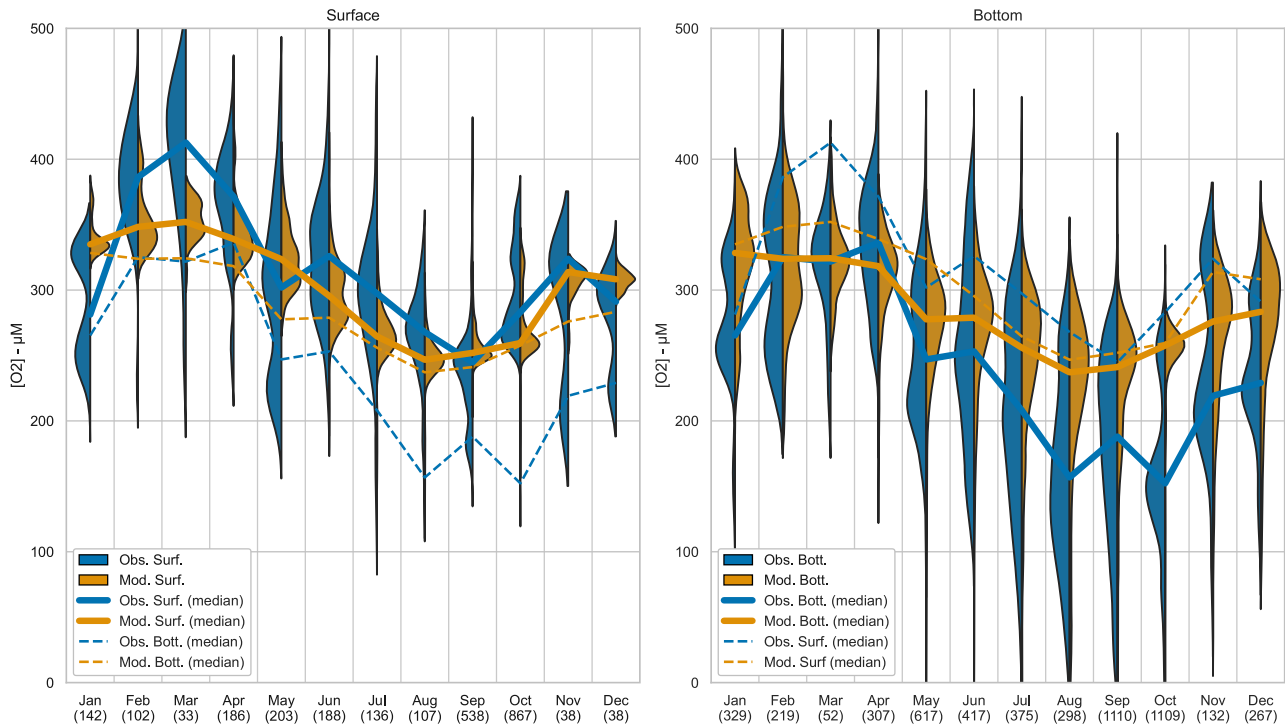 Surface
Bottom
500
400
300
200
100
0
[O2] - µM
Obs. Surf.
Mod. Surf.
Obs. Surf. (median)
Mod. Surf. (median)
Obs. Bott. (median)
Mod. Bott. (median)
Jan Feb Mar Apr May Jun Jul Aug Sep Oct Nov Dec
(142) (102) (33) (186) (203) (168) (136) (107) (538) (867) (38) (38)
500
400
300
200
100
0
Obs. Bott.
Mod. Bott.
Obs. Bott. (median)
Mod. Bott. (median)
Obs. Surf. (median)
Mod. Surf (median)
Jan Feb Mar Apr May Jun Jul Aug Sep Oct Nov Dec
(329) (219) (52) (307) (617) (417) (375) (298) (1110) (1109) (132) (267)